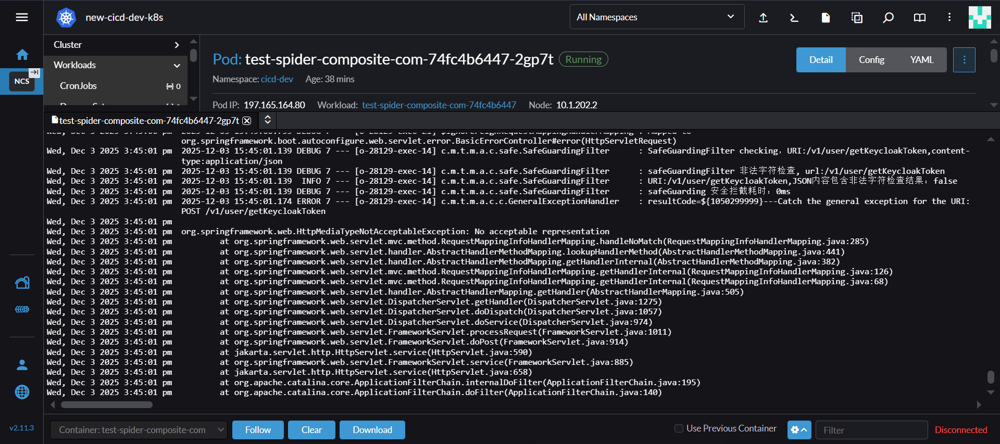 new-cicd-dev-k8s
All Namespaces
Cluster
Workloads
CronJobs 0
NCS
Pod: test-spider-composite-com-74fc4b6447-2gp7t Running
Detail Config YAML
Namespace: cicd-dev Age: 38 mins
Pod IP: 197.165.164.80 Workload: test-spider-composite-com-74fc4b6447 Node: 10.1.202.2
test-spider-composite-com-74fc4b6447-2gp7t
org.springframework.boot.autoconfigure.web.servlet.error.BasicErrorController#error(HttpServletRequest)
Wed, Dec 3 2025 3:45:01 pm 2025-12-03 15:45:01.139 DEBUG 7 --- [o-28129-exec-14] c.m.t.m.a.c.safe.SafeGuardingFilter : SafeGuardingFilter checking，URI:/v1/user/getKeycloakToken,content-
type:application/json
Wed, Dec 3 2025 3:45:01 pm 2025-12-03 15:45:01.139 DEBUG 7 --- [o-28129-exec-14] c.m.t.m.a.c.safe.SafeGuardingFilter : safeGuardingFilter 非法字符检查, url:/v1/user/getKeycloakToken
Wed, Dec 3 2025 3:45:01 pm 2025-12-03 15:45:01.139 INFO 7 --- [o-28129-exec-14] c.m.t.m.a.c.safe.SafeGuardingFilter : URI:/v1/user/getKeycloakToken,JSON内容包含非法字符检查结果：false
Wed, Dec 3 2025 3:45:01 pm 2025-12-03 15:45:01.139 DEBUG 7 --- [o-28129-exec-14] c.m.t.m.a.c.safe.SafeGuardingFilter : safeGuarding 安全拦截耗时：0ms
Wed, Dec 3 2025 3:45:01 pm 2025-12-03 15:45:01.174 ERROR 7 --- [o-28129-exec-14] c.m.t.m.a.c.c.GeneralExceptionHandler : resultCode=${1050299999}---Catch the general exception for the URI:
POST /v1/user/getKeycloakToken
Wed, Dec 3 2025 3:45:01 pm
Wed, Dec 3 2025 3:45:01 pm org.springframework.web.HttpMediaTypeNotAcceptableException: No acceptable representation
Wed, Dec 3 2025 3:45:01 pm at org.springframework.web.servlet.mvc.method.RequestMappingInfoHandlerMapping.handleNoMatch(RequestMappingInfoHandlerMapping.java:285)
Wed, Dec 3 2025 3:45:01 pm at org.springframework.web.servlet.handler.AbstractHandlerMethodMapping.lookupHandlerMethod(AbstractHandlerMethodMapping.java:441)
Wed, Dec 3 2025 3:45:01 pm at org.springframework.web.servlet.handler.AbstractHandlerMethodMapping.getHandlerInternal(AbstractHandlerMethodMapping.java:382)
Wed, Dec 3 2025 3:45:01 pm at org.springframework.web.servlet.mvc.method.RequestMappingInfoHandlerMapping.getHandlerInternal(RequestMappingInfoHandlerMapping.java:126)
Wed, Dec 3 2025 3:45:01 pm at org.springframework.web.servlet.mvc.method.RequestMappingInfoHandlerMapping.getHandlerInternal(RequestMappingInfoHandlerMapping.java:68)
Wed, Dec 3 2025 3:45:01 pm at org.springframework.web.servlet.handler.AbstractHandlerMapping.getHandler(AbstractHandlerMapping.java:505)
Wed, Dec 3 2025 3:45:01 pm at org.springframework.web.servlet.DispatcherServlet.getHandler(DispatcherServlet.java:1275)
Wed, Dec 3 2025 3:45:01 pm at org.springframework.web.servlet.DispatcherServlet.doDispatch(DispatcherServlet.java:1057)
Wed, Dec 3 2025 3:45:01 pm at org.springframework.web.servlet.DispatcherServlet.doService(DispatcherServlet.java:974)
Wed, Dec 3 2025 3:45:01 pm at org.springframework.web.servlet.FrameworkServlet.processRequest(FrameworkServlet.java:1011)
Wed, Dec 3 2025 3:45:01 pm at org.springframework.web.servlet.FrameworkServlet.doPost(FrameworkServlet.java:914)
Wed, Dec 3 2025 3:45:01 pm at jakarta.servlet.http.HttpServlet.service(HttpServlet.java:590)
Wed, Dec 3 2025 3:45:01 pm at org.springframework.web.servlet.FrameworkServlet.service(FrameworkServlet.java:885)
Wed, Dec 3 2025 3:45:01 pm at jakarta.servlet.http.HttpServlet.service(HttpServlet.java:658)
Wed, Dec 3 2025 3:45:01 pm at org.apache.catalina.core.ApplicationFilterChain.internalDoFilter(ApplicationFilterChain.java:195)
Wed, Dec 3 2025 3:45:01 pm at org.apache.catalina.core.ApplicationFilterChain.doFilter(ApplicationFilterChain.java:140)
v2.11.3
Container: test-spider-composite-com Follow Clear Download Use Previous Container Filter Disconnected